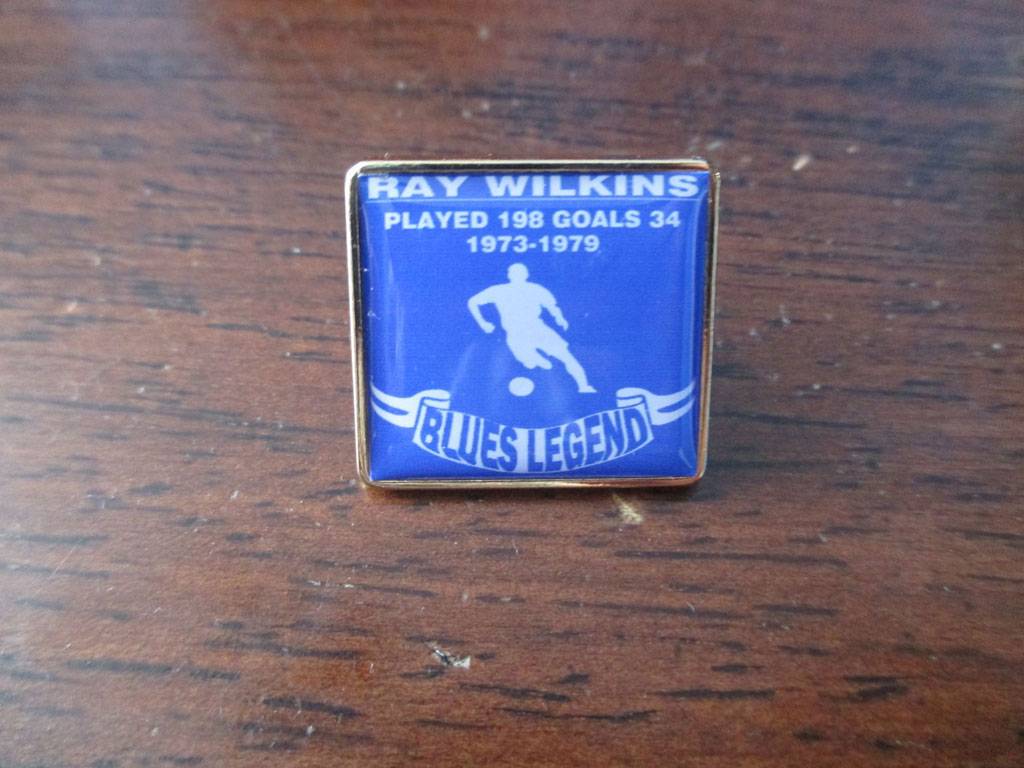 RAY WILKINS
PLAYED 198 GOALS 34
1973-1979
BLUES LEGEND